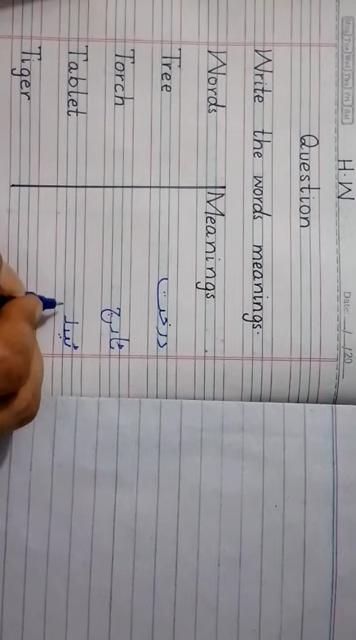 H.W Date: / /20
Question
Write the words meanings.
Words Meanings
Tree درخت
Torch ٹارچ
Tablet
Tiger